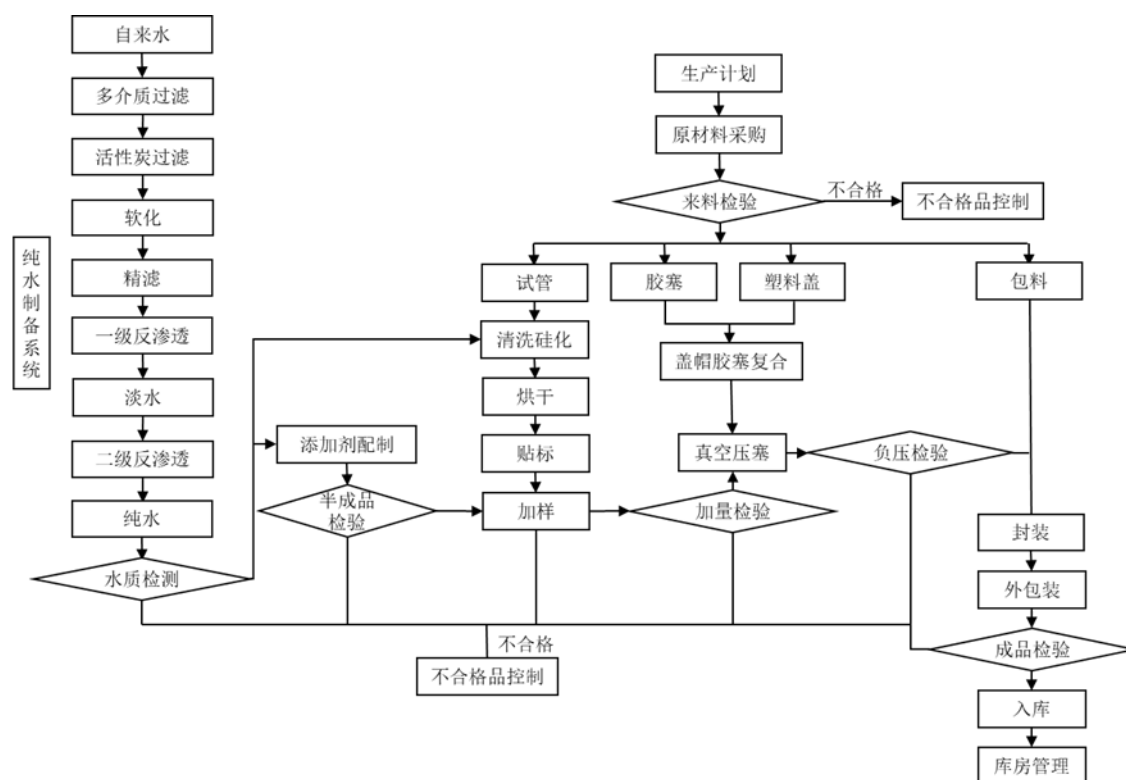 自来水
多介质过滤
活性炭过滤
软化
精滤
一级反渗透
淡水
二级反渗透
纯水
水质检测
纯水制备系统
添加剂配制
半成品
检验
生产计划
原材料采购
来料检验
不合格
不合格品控制
试管
胶塞
塑料盖
包料
清洗硅化
盖帽胶塞复合
烘干
贴标
真空压塞
负压检验
加样
加量检验
封装
外包装
成品检验
不合格
不合格品控制
入库
库房管理